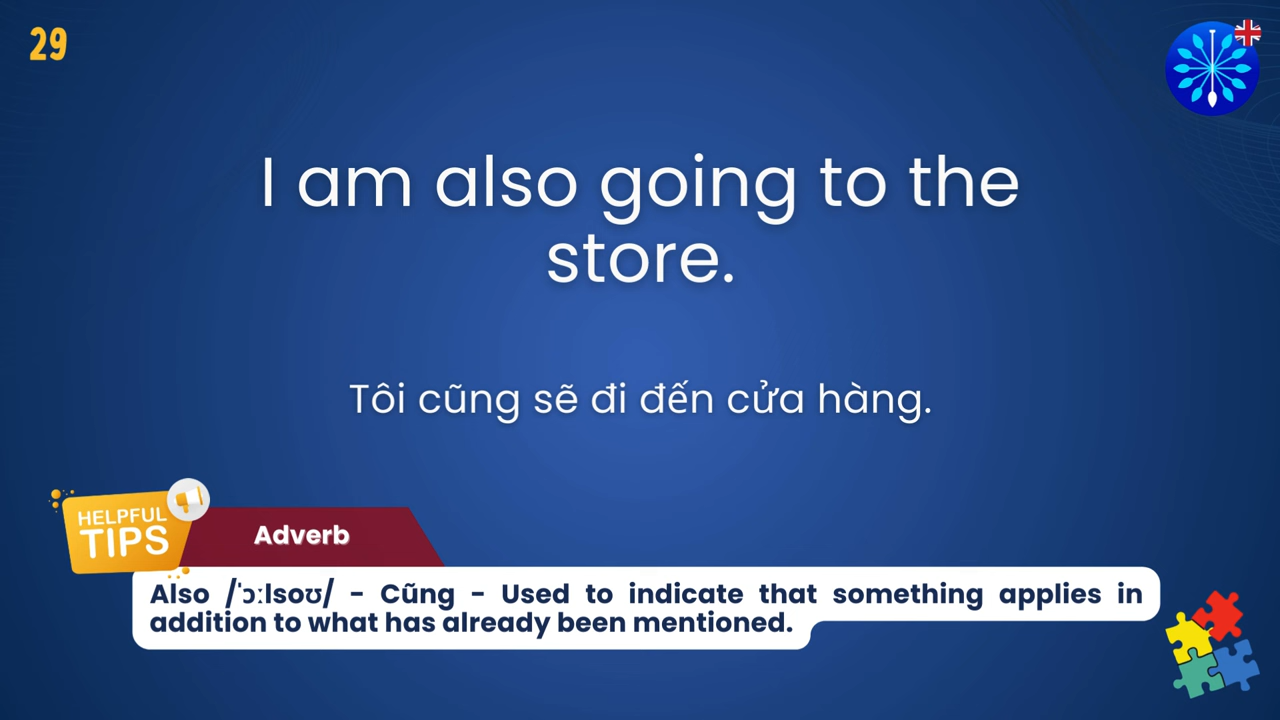 29
I am also going to the
store.
Tôi cũng sẽ đi đến cửa hàng.
HELPFUL
TIPS
Adverb
Also /ˈɔːlsoʊ/ - Cũng - Used to indicate that something applies in
addition to what has already been mentioned.